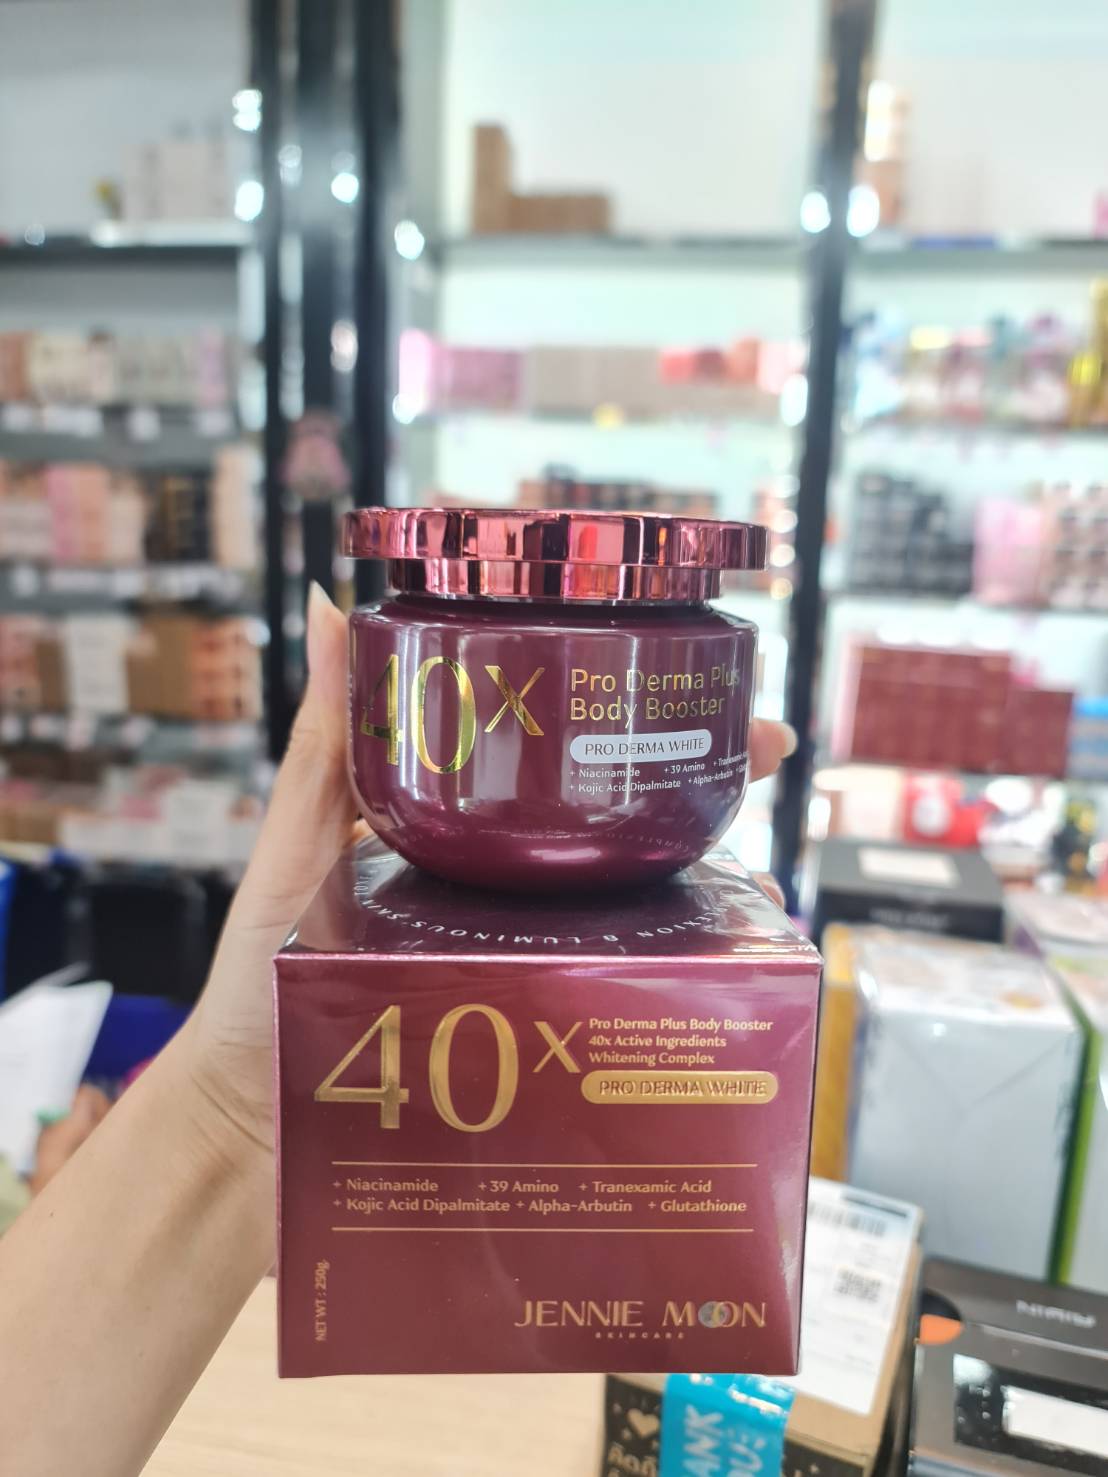 40X
Pro Derma Plus
Body Booster
PRO DERMA WHITE
+ Niacinamide +39 Amino
+ Kojic Acid Dipalmitate +Alpha-Arbutin
& LUMINOUS
40X
Pro Derma Plus Body Booster
40x Active Ingredients
Whitening Complex
PRO DERMA WHITE
+ Niacinamide +39 Amino + Tranexamic Acid
+ Kojic Acid Dipalmitate + Alpha-Arbutin + Glutathione
NET WT : 250g.
JENNIE MOON
SKINCARE